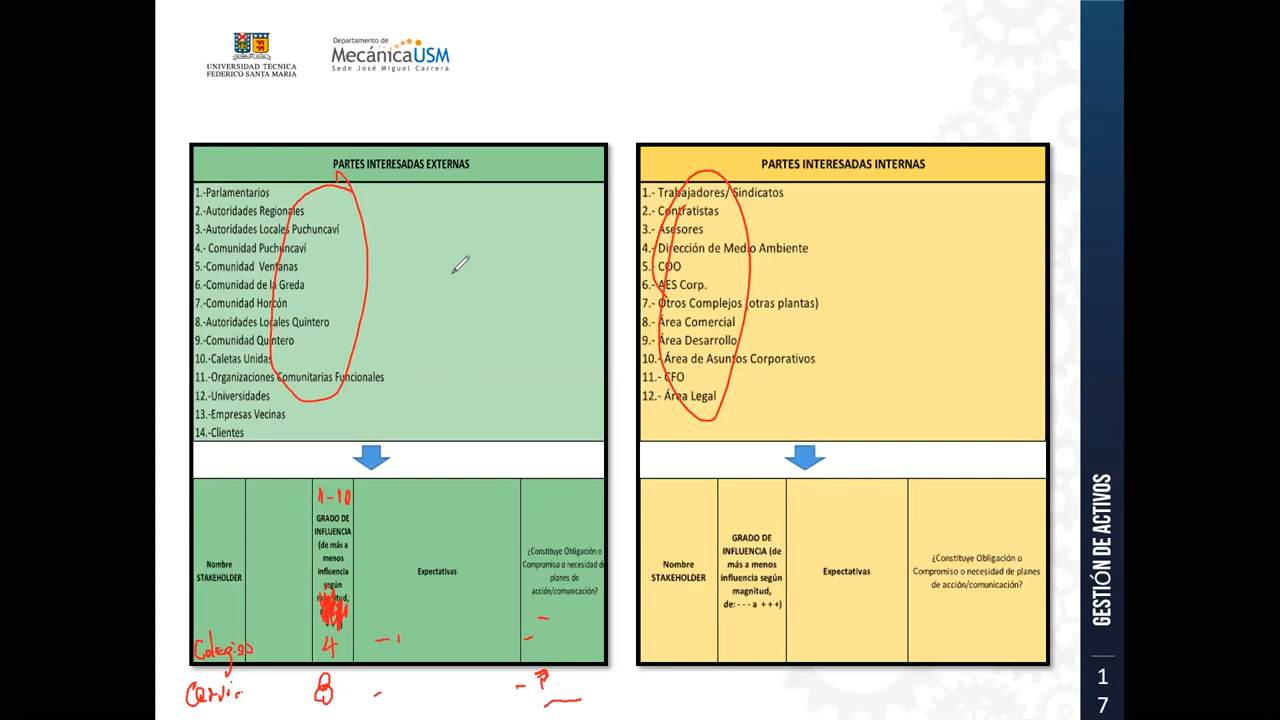 UNIVERSIDAD TECNICA
FEDERICO SANTA MARIA
Departamento de
MecánicaUSM
Sede José Miguel Carrera
PARTES INTERESADAS EXTERNAS
1.-Parlamentarios
2.-Autoridades Regionales
3.-Autoridades Locales Puchuncaví
4.- Comunidad Puchuncaví
5.-Comunidad Ventanas
6.-Comunidad de la Greda
7.-Comunidad Horcón
8.-Autoridades Locales Quintero
9.-Comunidad Quintero
10.-Caletas Unidas
11.-Organizaciones Comunitarias Funcionales
12.-Universidades
13.-Empresas Vecinas
14.-Clientes
Nombre
STAKEHOLDER
1-10
GRADO DE
INFLUENCIA
(de más a
menos
influencia
según
magnitud,
Expectativas
¿Constituye Obligación o
Compromiso o necesidad de
planes de
acción/comunicación?
Colegiso
4
8
PARTES INTERESADAS INTERNAS
1.- Trabajadores/ Sindicatos
2.- Contratistas
3.- Asesores
4.- Dirección de Medio Ambiente
5.- COO
6.- AES Corp.
7.- Otros Complejos (otras plantas)
8.- Área Comercial
9.- Área Desarrollo
10.- Área de Asuntos Corporativos
11.- CFO
12.- Área Legal
Nombre
STAKEHOLDER
GRADO DE
INFLUENCIA (de
más a menos
influencia según
magnitud,
de: - - - a + + +)
Expectativas
¿Constituye Obligación o
Compromiso o necesidad de planes
de acción/comunicación?
GESTIÓN DE ACTIVOS
1
7